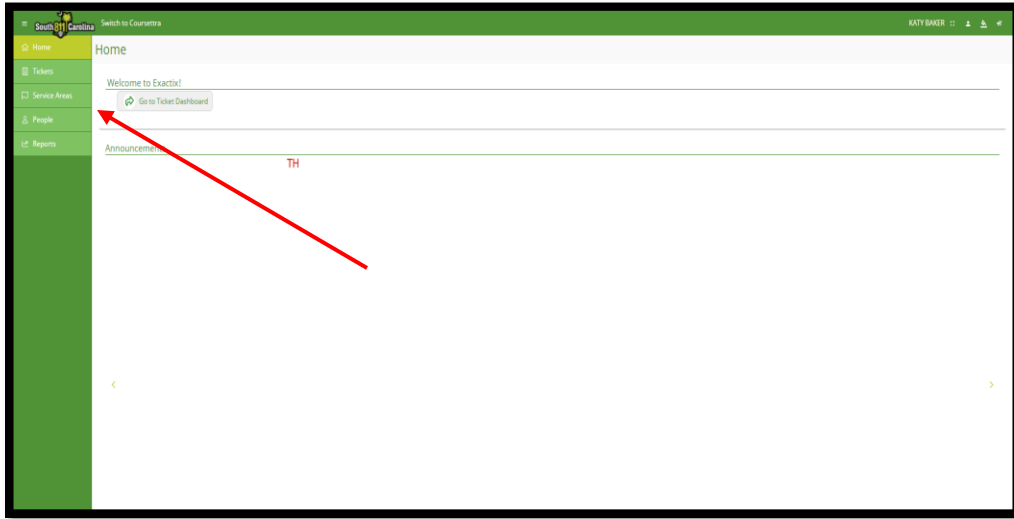 South 811 Carolina
Switch to Coursettra
KATY BAKER
Home
Tickets
Service Areas
People
Reports
Home
Welcome to Exactix!
Go to Ticket Dashboard
Announcement
TH